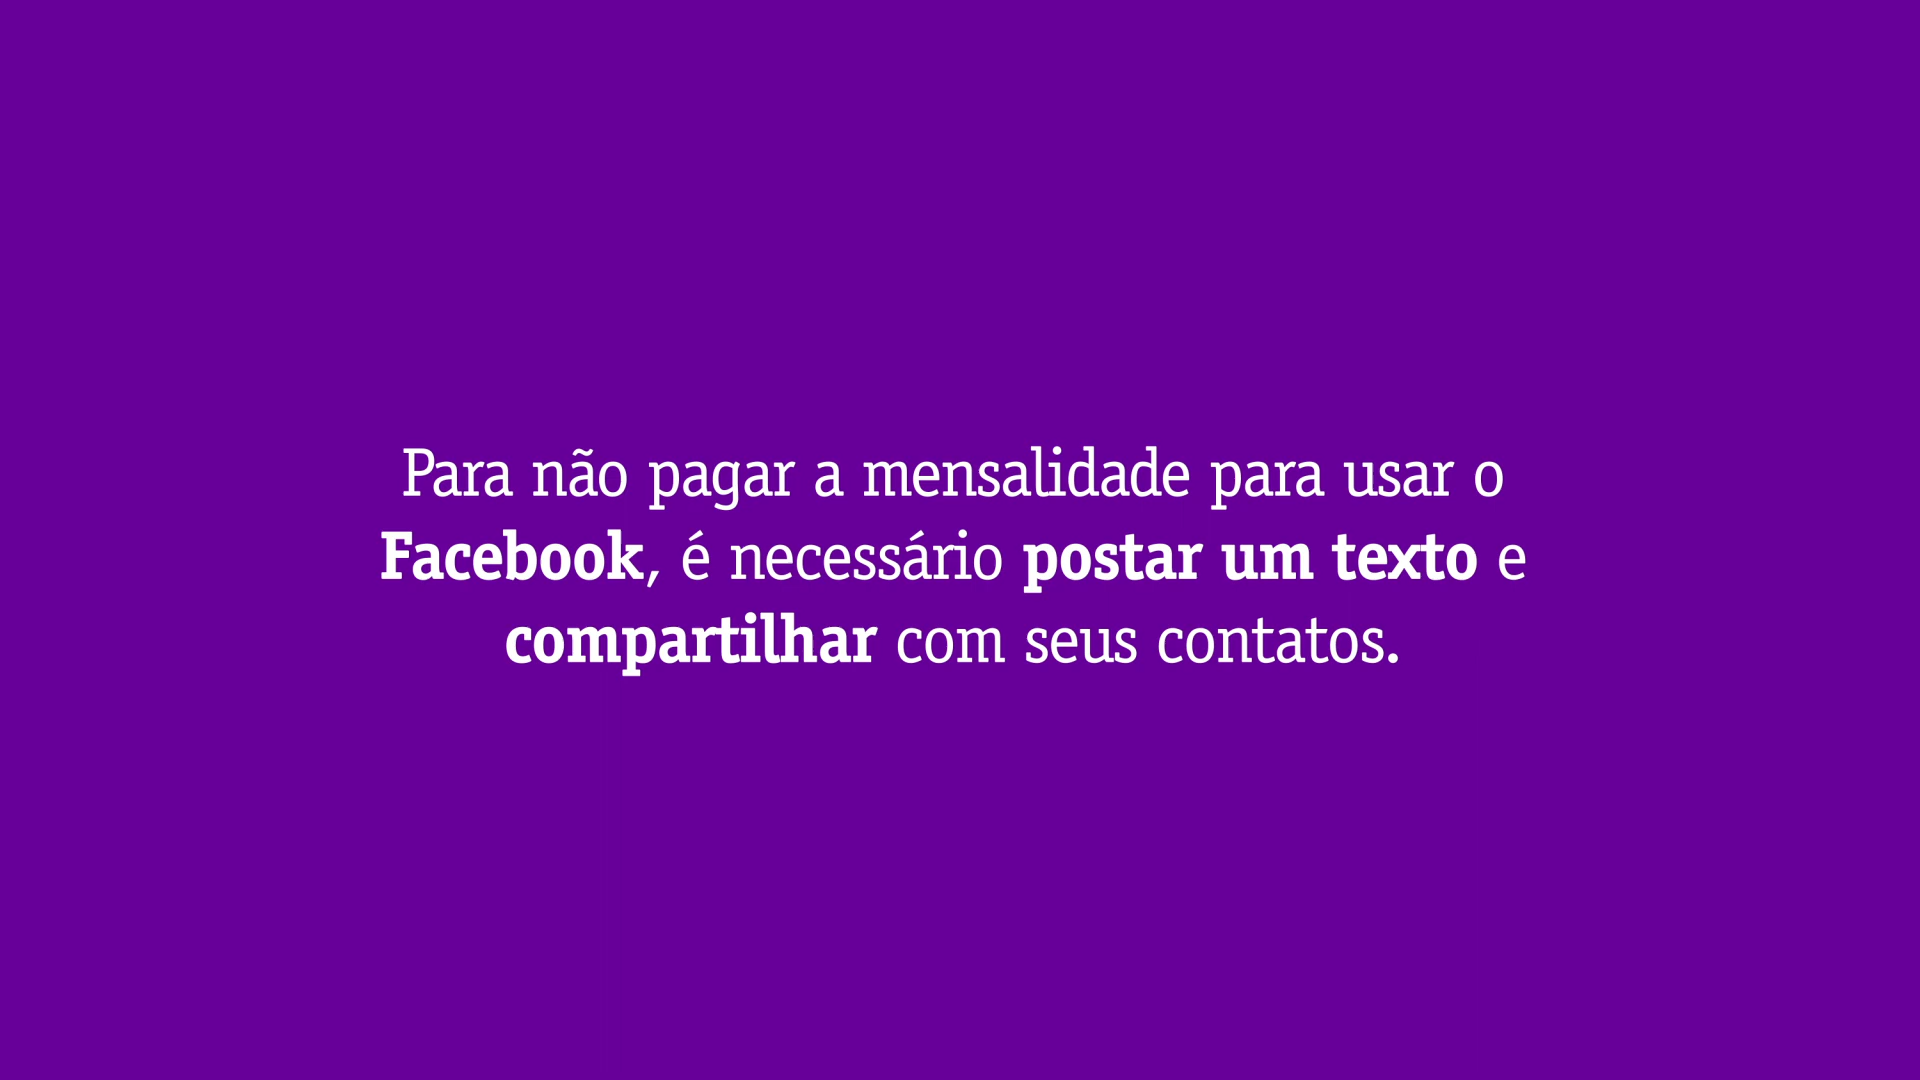 Para não pagar a mensalidade para usar o
Facebook, é necessário postar um texto e
compartilhar com seus contatos.